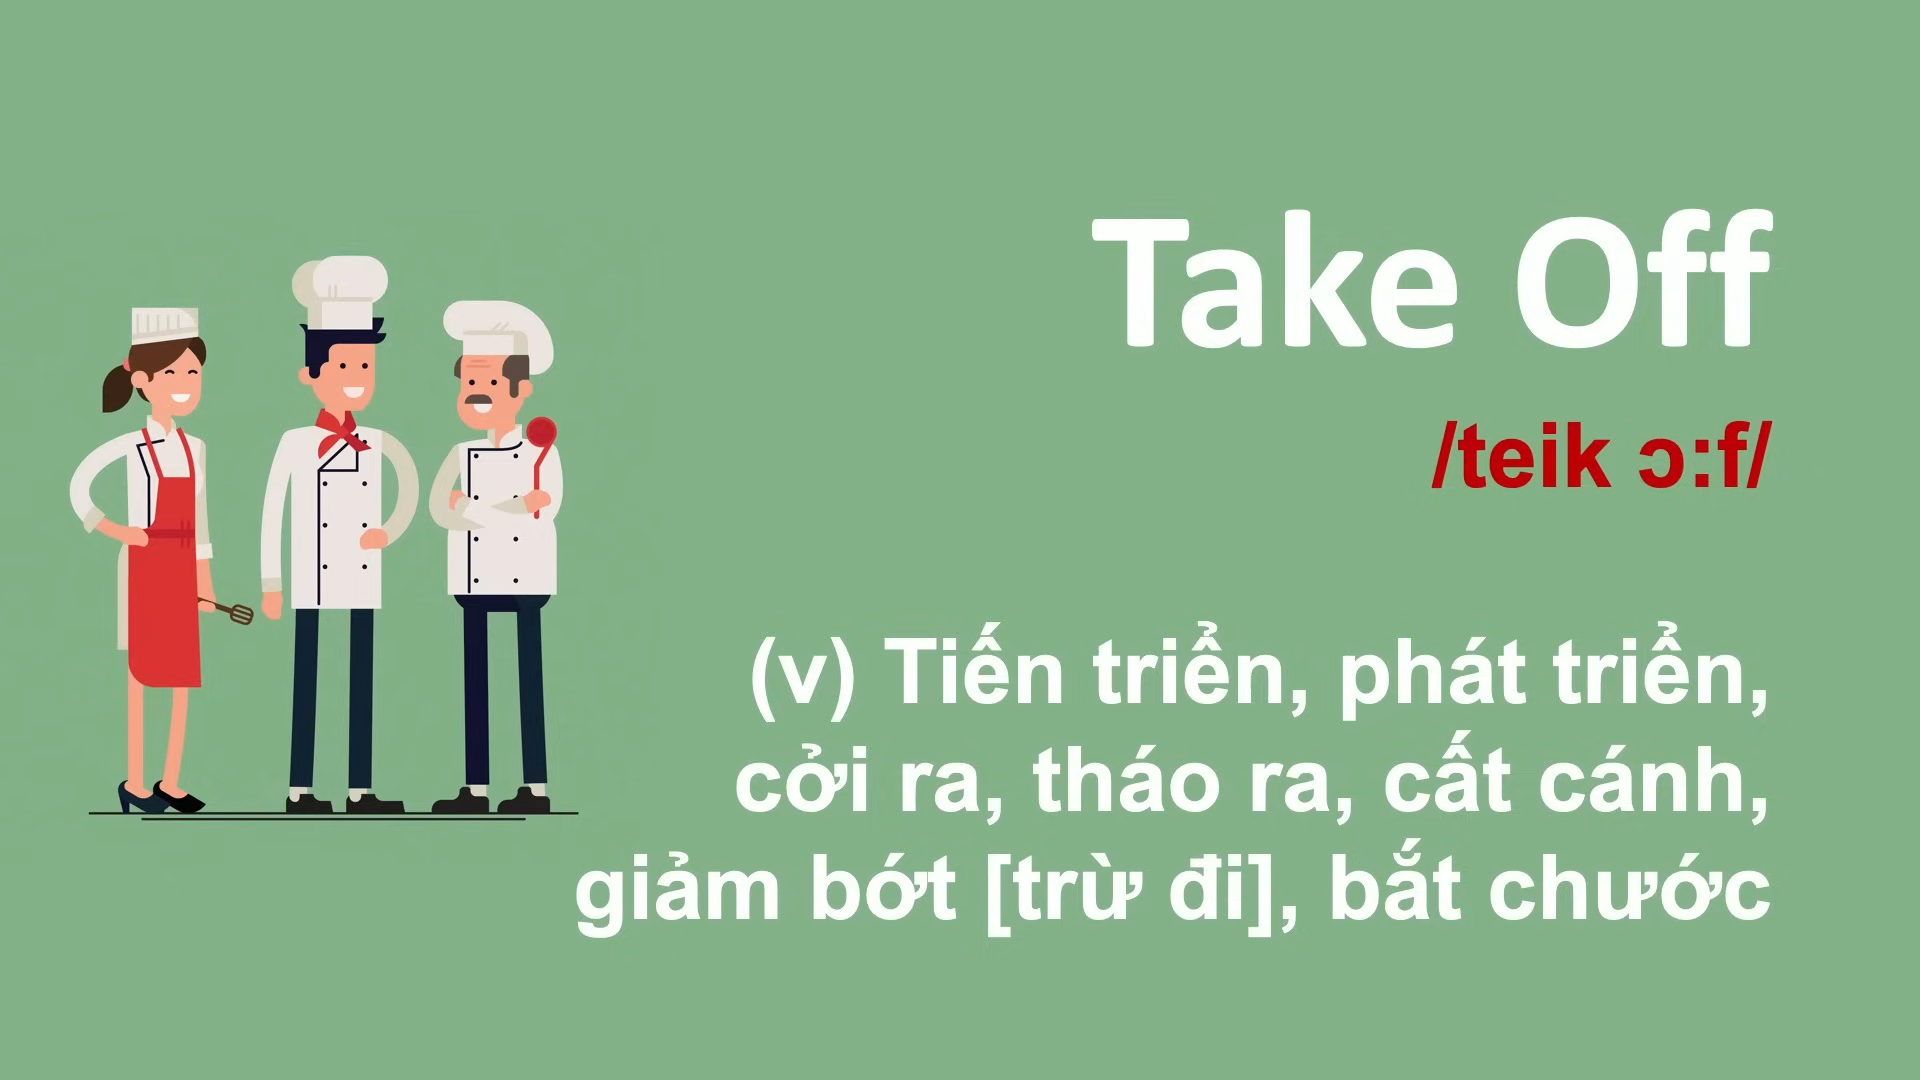 Take Off
/teik ɔ:f/
(v) Tiến triển, phát triển,
cởi ra, tháo ra, cất cánh,
giảm bớt [trừ đi], bắt chước